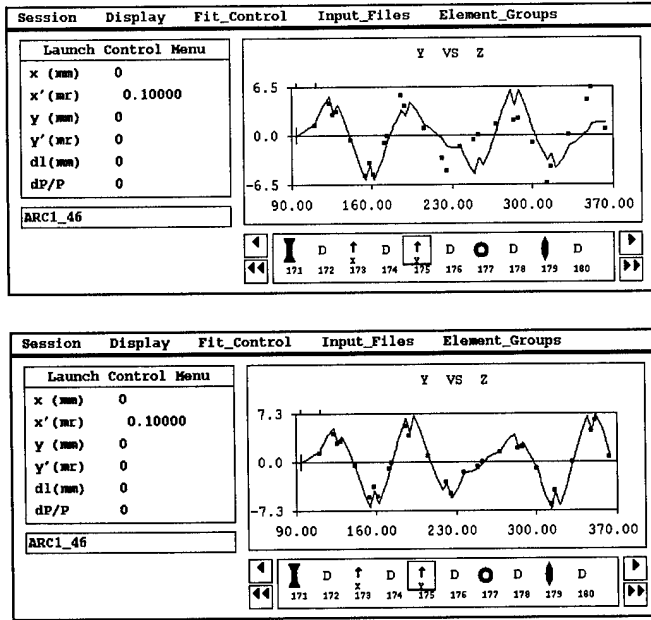 Session Display Fit_Control Input_Files Element_Groups
Launch Control Menu
x (mm) 0
x′(mr) 0.10000
y (mm) 0
y′(mr) 0
dl(mm) 0
dP/P 0
ARC1_46
Y VS Z
6.5
0.0
-6.5
90.00 160.00 230.00 300.00 370.00
D ↑ D ↑ D D D
x y
171 172 173 174 175 176 177 178 179 180
Session Display Fit_Control Input_Files Element_Groups
Launch Control Menu
x (mm) 0
x′(mr) 0.10000
y (mm) 0
y′(mr) 0
dl(mm) 0
dP/P 0
ARC1_46
Y VS Z
7.3
0.0
-7.3
90.00 160.00 230.00 300.00 370.00
D ↑ D ↑ D D D
x y
171 172 173 174 175 176 177 178 179 180